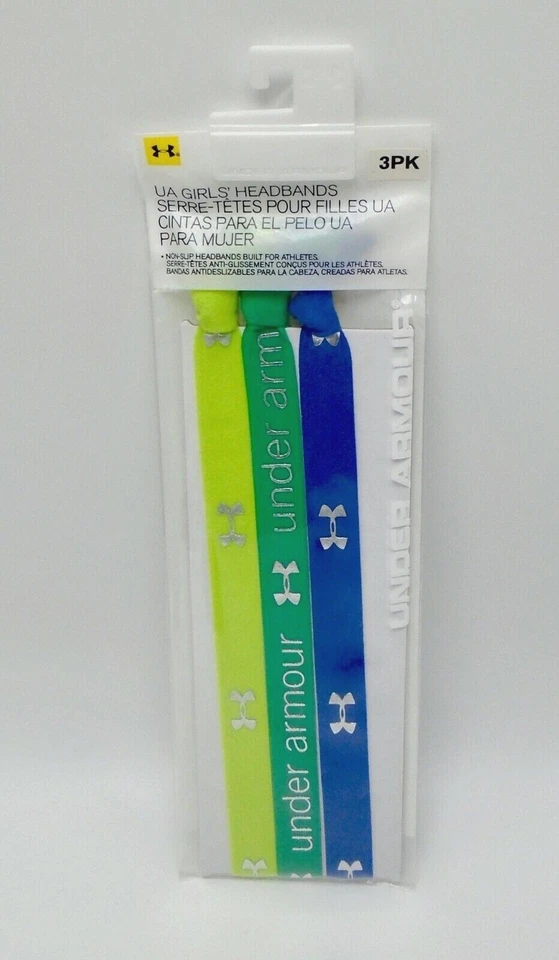 3PK
UA GIRLS' HEADBANDS
SERRE-TÊTES POUR FILLES UA
CINTAS PARA EL PELO UA
PARA MUJER
• NON-SLIP HEADBANDS BUILT FOR ATHLETES.
SERRE-TÊTES ANTI-GLISSEMENT CONÇUS POUR LES ATHLÈTES.
BANDAS ANTIDESLIZABLES PARA LA CABEZA, CREADAS PARA ATLETAS.
under arm
under armour
UNDER ARMOUR®